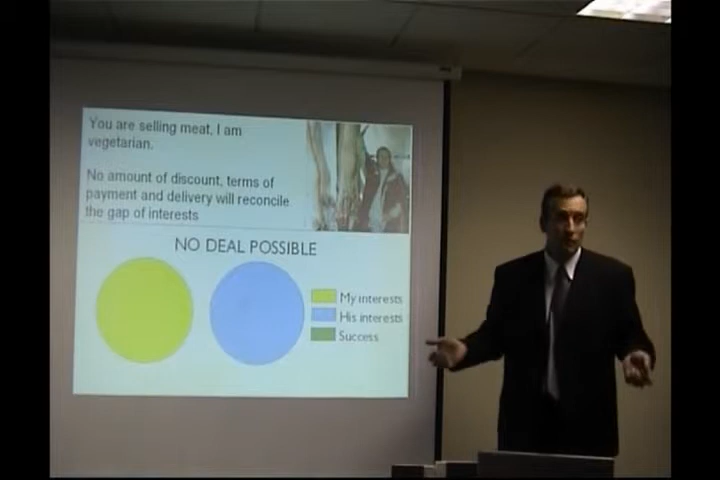 You are selling meat, I am
vegetarian.
No amount of discount, terms of
payment and delivery will reconcile
the gap of interests
NO DEAL POSSIBLE
My interests
His interests
Success